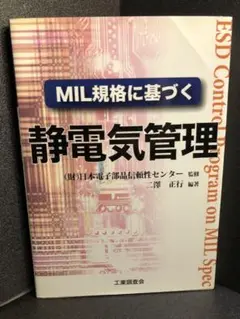 MIL規格に基づく
静電気管理
(財)日本電子部品信頼性センター 監修
二澤 正行 編著
工業調査会
ESD Control Program on MIL Spec